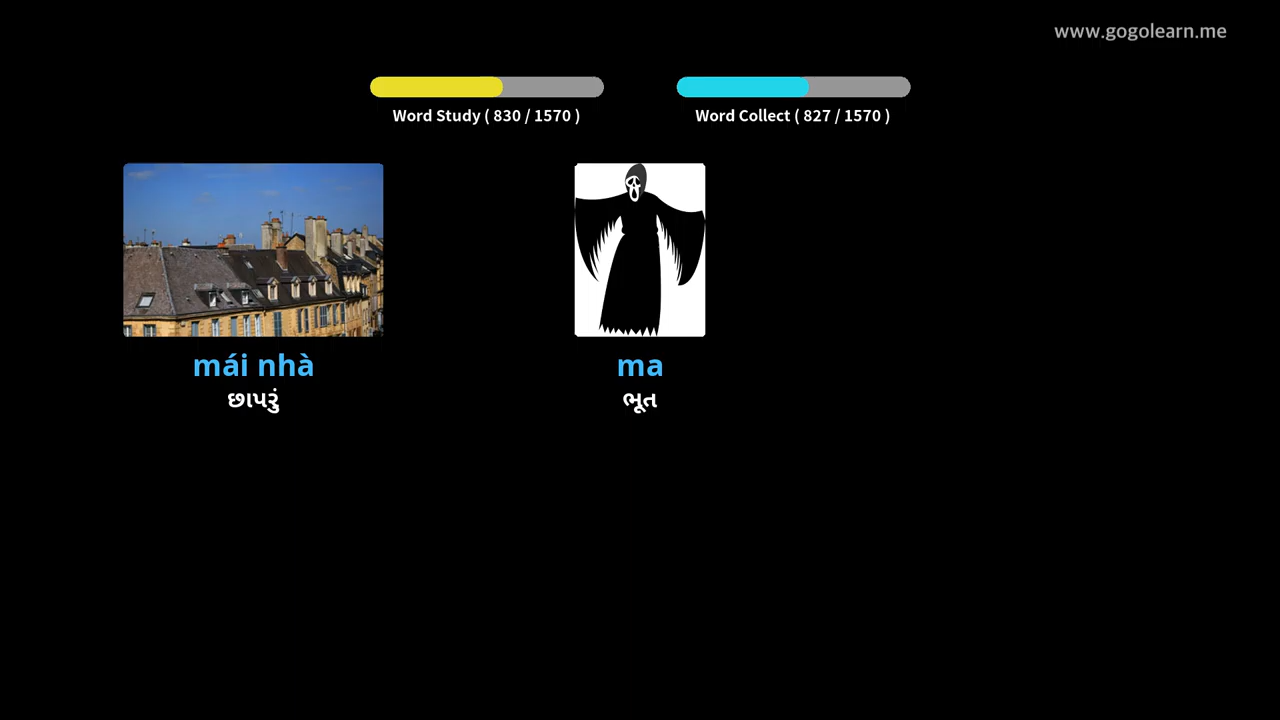 www.gogolearn.me
Word Study ( 830 / 1570 )
Word Collect ( 827 / 1570 )
mái nhà
છાપરું
ma
ભૂત